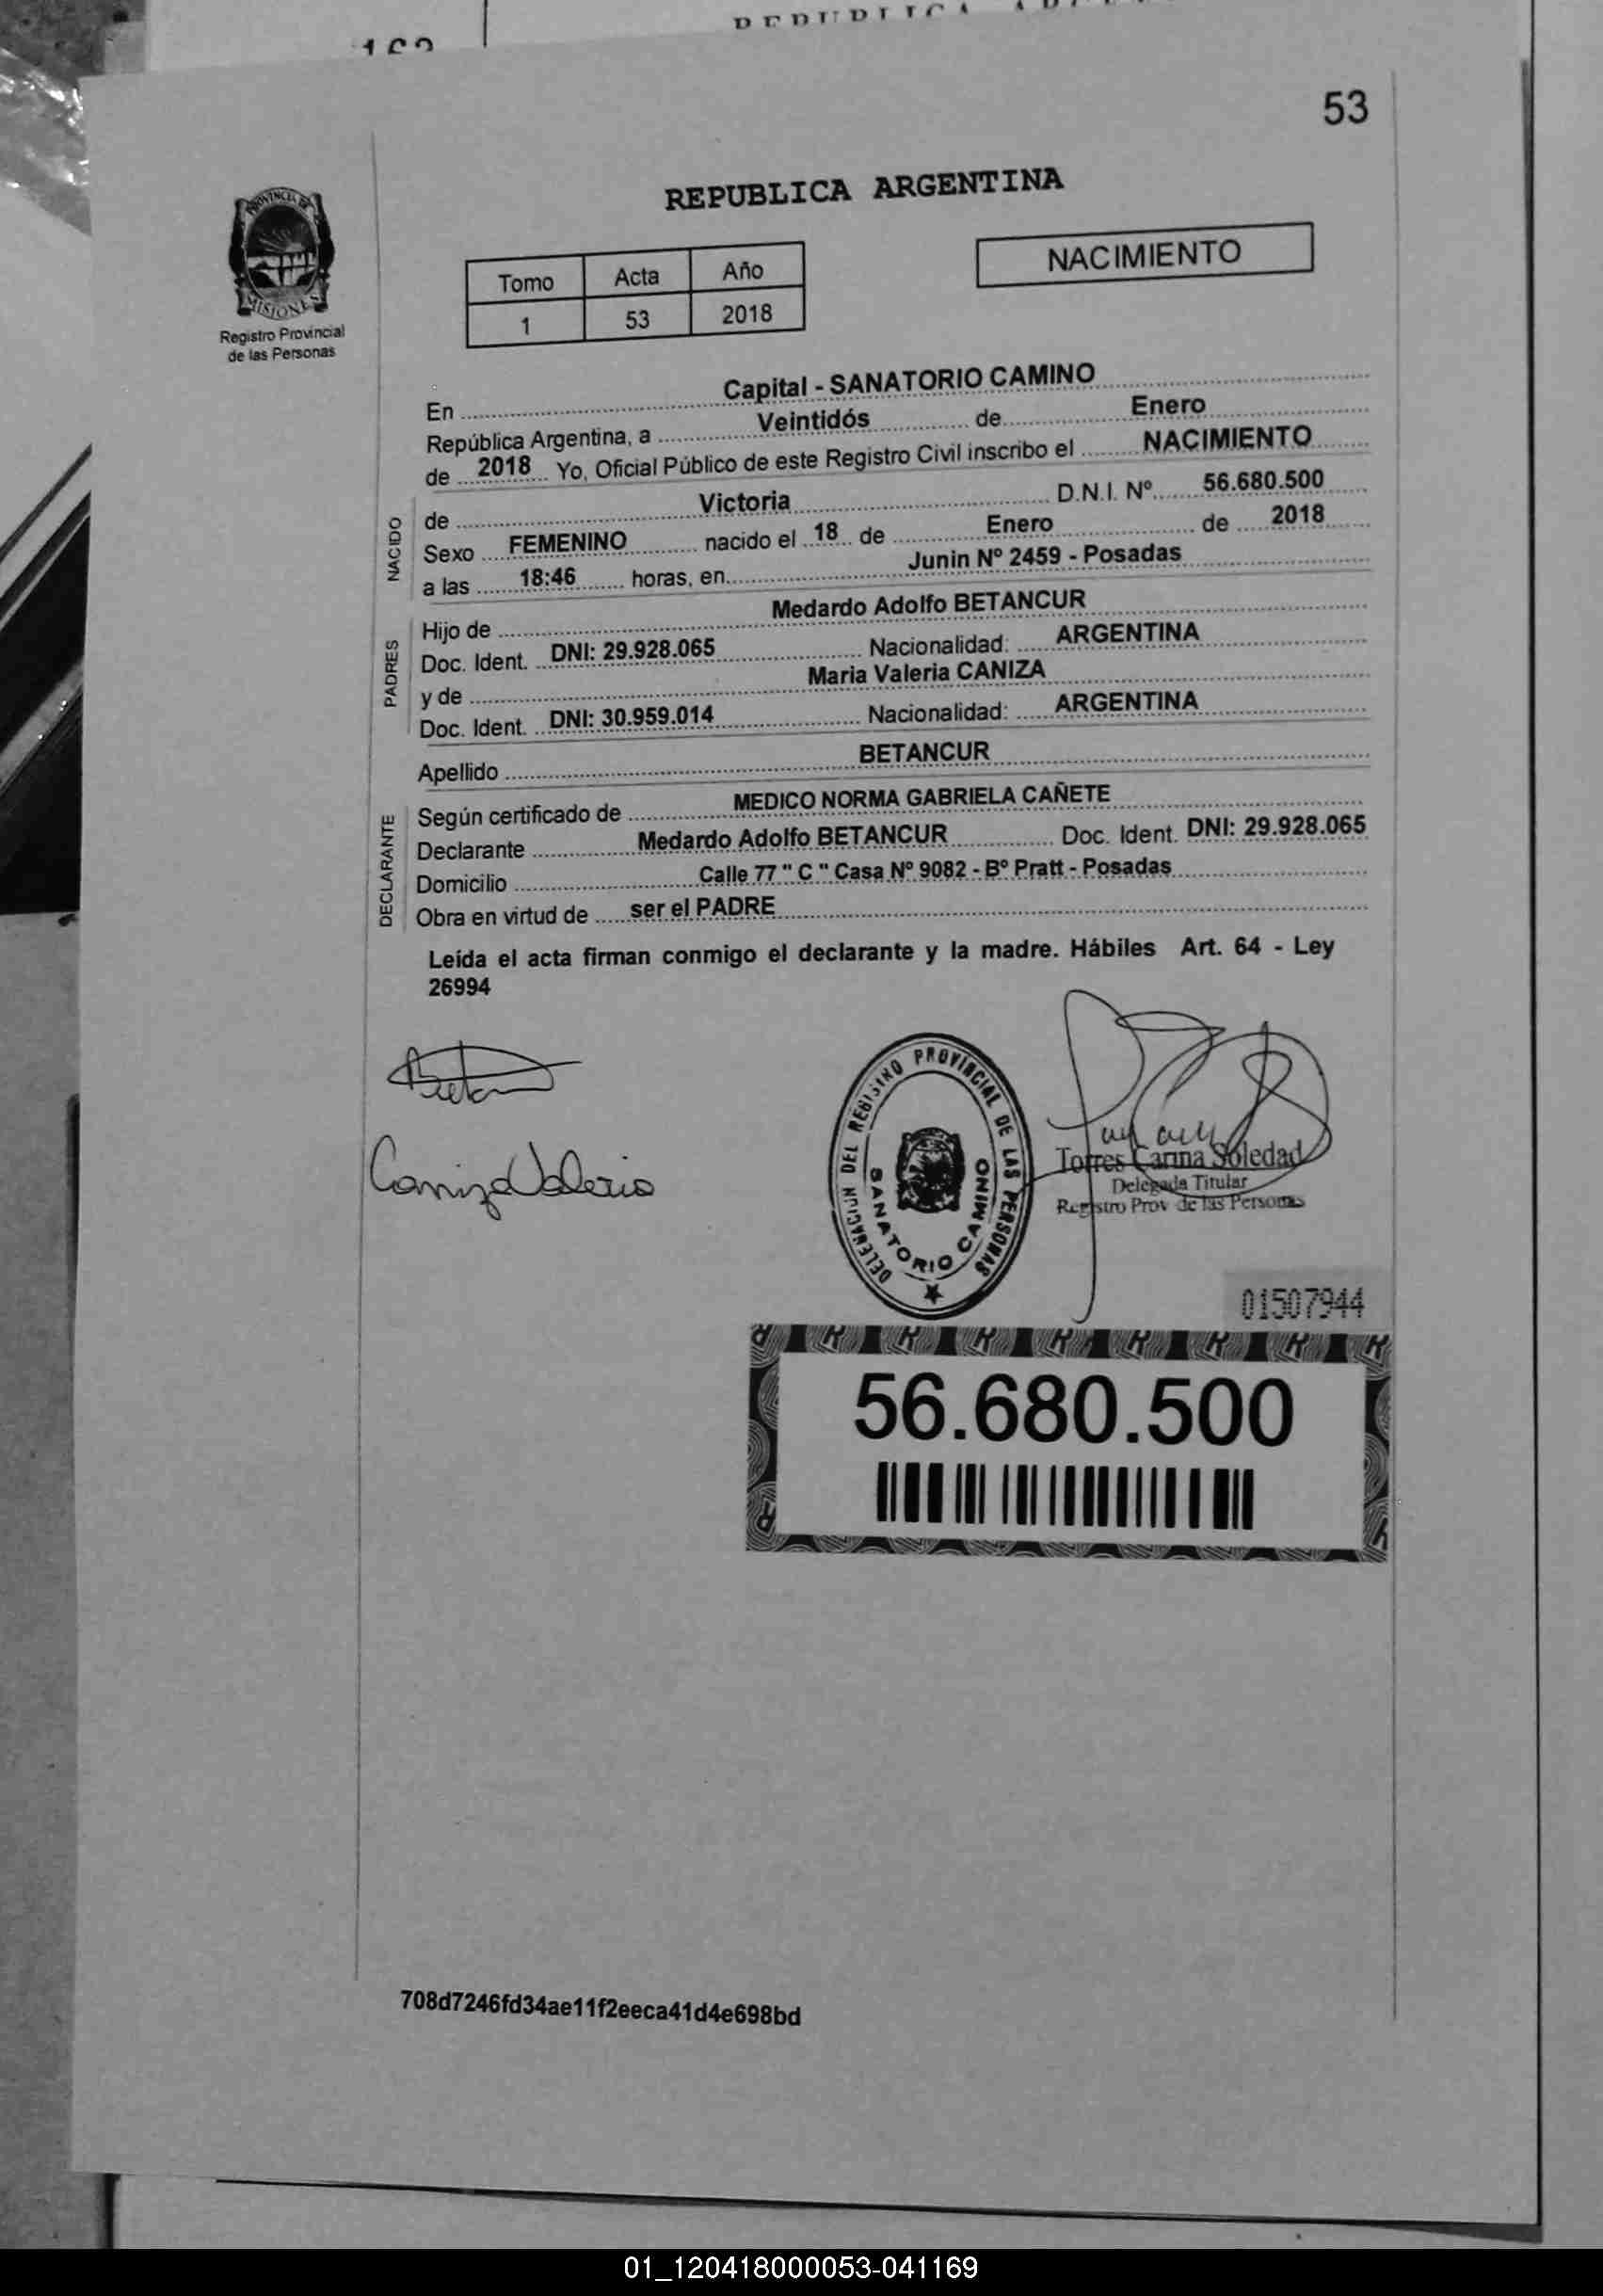 53
REPUBLICA ARGENTINA
PROVINCIA DE
MISIONES
Registro Provincial
de las Personas
Tomo Acta Año
1 53 2018
NACIMIENTO
En Capital - SANATORIO CAMINO
República Argentina, a Veintidós de Enero
de 2018 Yo, Oficial Público de este Registro Civil inscribo el NACIMIENTO
NACIDO
de Victoria D.N.I. Nº 56.680.500
Sexo FEMENINO nacido el 18 de Enero de 2018
a las 18:46 horas, en Junin Nº 2459 - Posadas
PADRES
Hijo de Medardo Adolfo BETANCUR
Doc. Ident. DNI: 29.928.065 Nacionalidad: ARGENTINA
y de Maria Valeria CANIZA
Doc. Ident. DNI: 30.959.014 Nacionalidad: ARGENTINA
Apellido BETANCUR
DECLARANTE
Según certificado de MEDICO NORMA GABRIELA CAÑETE
Declarante Medardo Adolfo BETANCUR Doc. Ident. DNI: 29.928.065
Domicilio Calle 77 " C " Casa Nº 9082 - Bº Pratt - Posadas
Obra en virtud de ser el PADRE
Leída el acta firman conmigo el declarante y la madre. Hábiles Art. 64 - Ley
26994
Caniza Valeria
DELEGACION DEL REGISTRO PROVINCIAL DE LAS PERSONAS
SANATORIO CAMINO
Torres Carina Soledad
Delegada Titular
Registro Prov de las Personas
01507944
56.680.500
708d7246fd34ae11f2eeca41d4e698bd
01_120418000053-041169